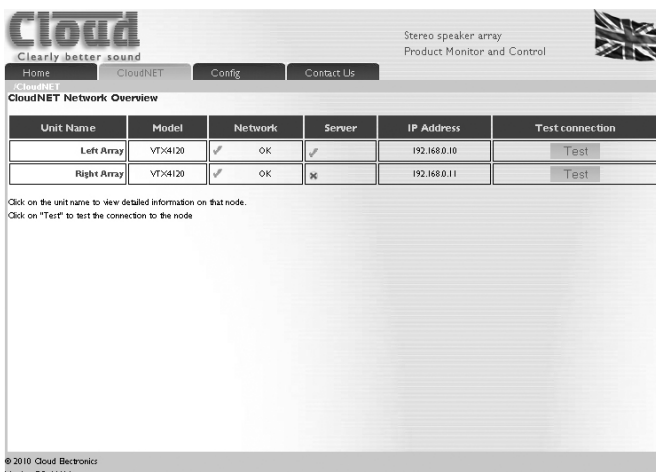 Cloud
Clearly better sound
Stereo speaker array
Product Monitor and Control
Home CloudNET Config Contact Us
/CloudNET
CloudNET Network Overview
Unit Name Model Network Server IP Address Test connection
Left Array VTX4120 OK 192.168.0.10 Test
Right Array VTX4120 OK 192.168.0.11 Test
Click on the unit name to view detailed information on that node.
Click on "Test" to test the connection to the node
© 2010 Cloud Electronics